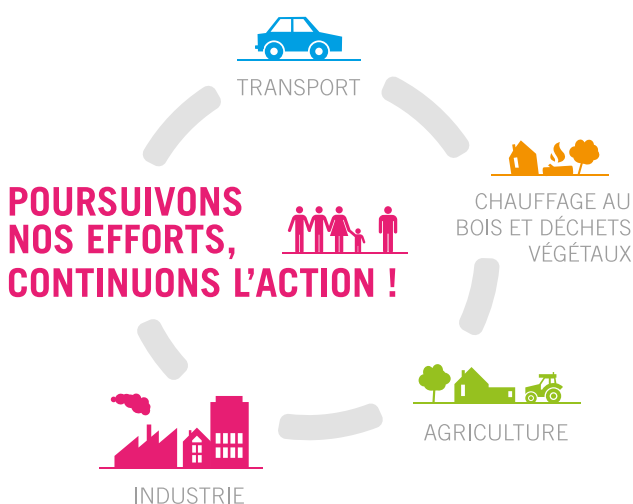 TRANSPORT
CHAUFFAGE AU
BOIS ET DÉCHETS
VÉGÉTAUX
POURSUIVONS
NOS EFFORTS,
CONTINUONS L'ACTION !
AGRICULTURE
INDUSTRIE